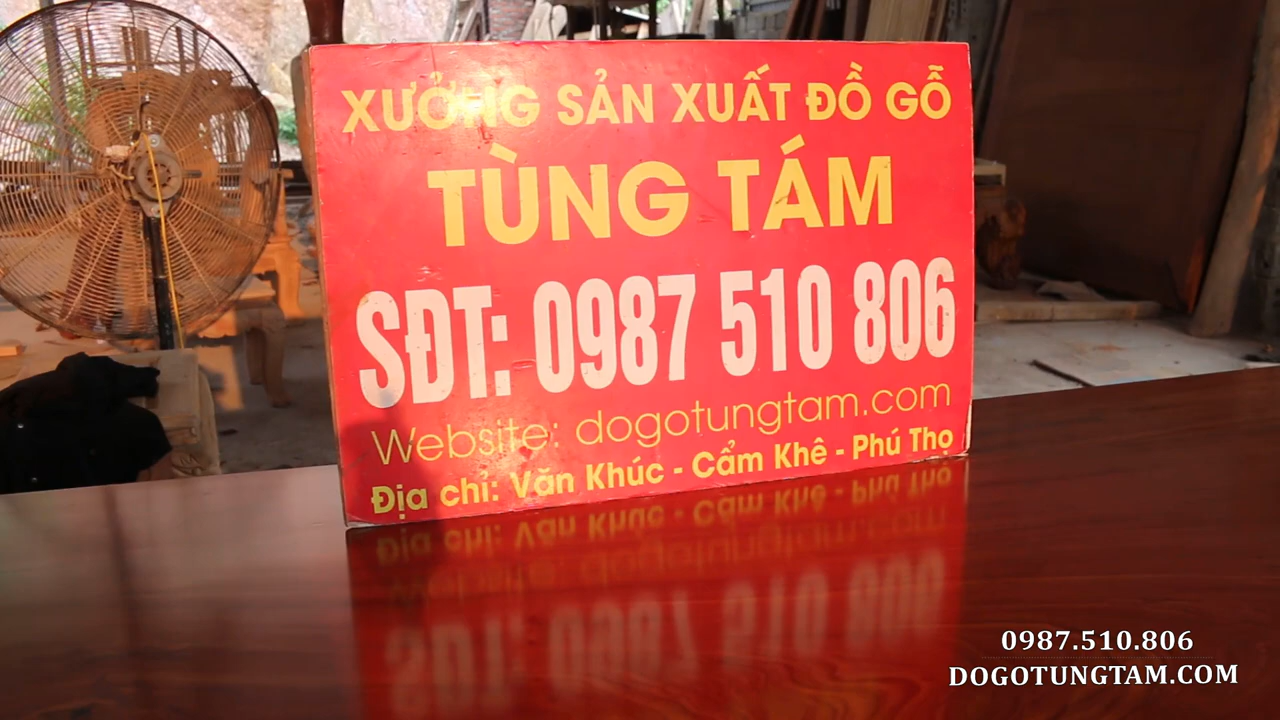 XƯỞNG SẢN XUẤT ĐỒ GỖ
TÙNG TÁM
SĐT: 0987 510 806
Website: dogotungtam.com
Địa chỉ: Văn Khúc - Cẩm Khê - Phú Thọ
0987.510.806
DOGOTUNGTAM.COM